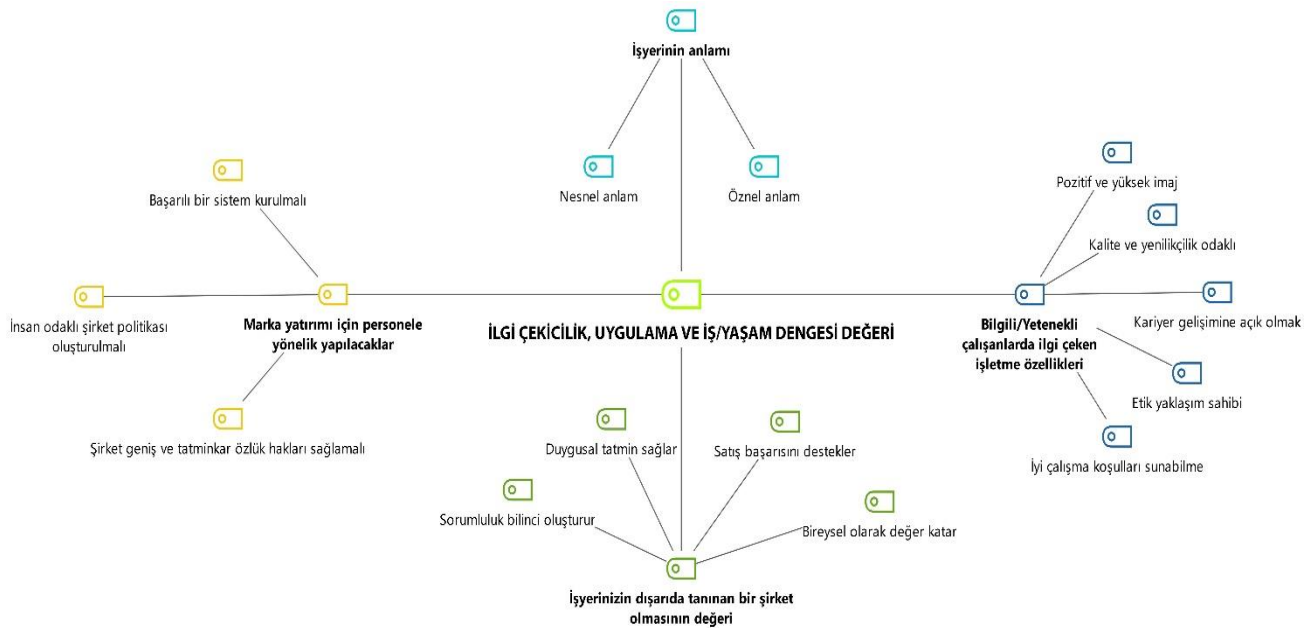 İşyerinin anlamı
Nesnel anlam
Öznel anlam
Pozitif ve yüksek imaj
Başarılı bir sistem kurulmalı
Kalite ve yenilikçilik odaklı
İnsan odaklı şirket politikası
oluşturulmalı
Marka yatırımı için personele
yönelik yapılacaklar
İLGİ ÇEKİCİLİK, UYGULAMA VE İŞ/YAŞAM DENGESİ DEĞERİ
Bilgili/Yetenekli
çalışanlarda ilgi çeken
işletme özellikleri
Kariyer gelişimine açık olmak
Etik yaklaşım sahibi
Şirket geniş ve tatminkar özlük hakları sağlamalı
Duygusal tatmin sağlar
Satış başarısını destekler
İyi çalışma koşulları sunabilme
Sorumluluk bilinci oluşturur
Bireysel olarak değer katar
İşyerinizin dışarıda tanınan bir şirket
olmasının değeri